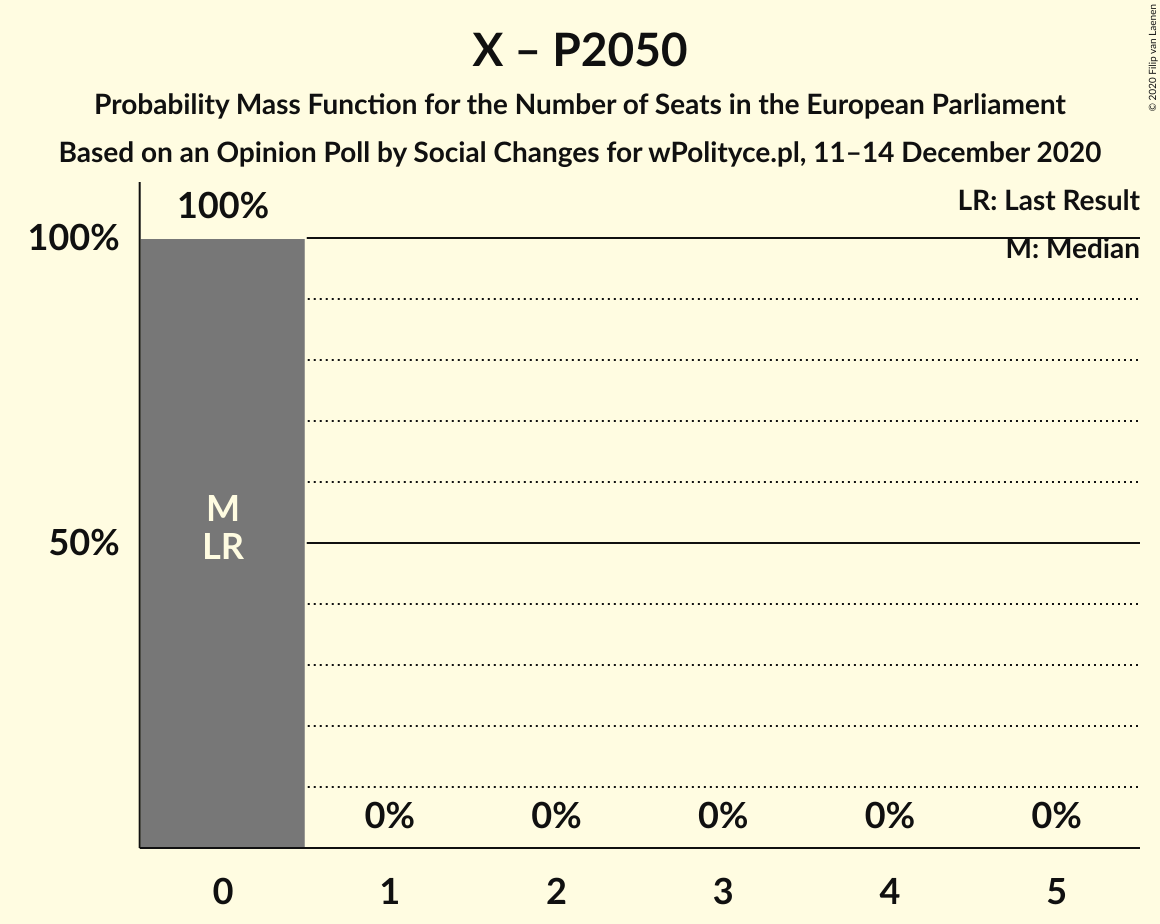 X – P2050
Probability Mass Function for the Number of Seats in the European Parliament
Based on an Opinion Poll by Social Changes for wPolityce.pl, 11–14 December 2020
© 2020 Filip van Laenen
LR: Last Result
M: Median
100%
100%
50%
M
LR
0% 0% 0% 0% 0%
0 1 2 3 4 5